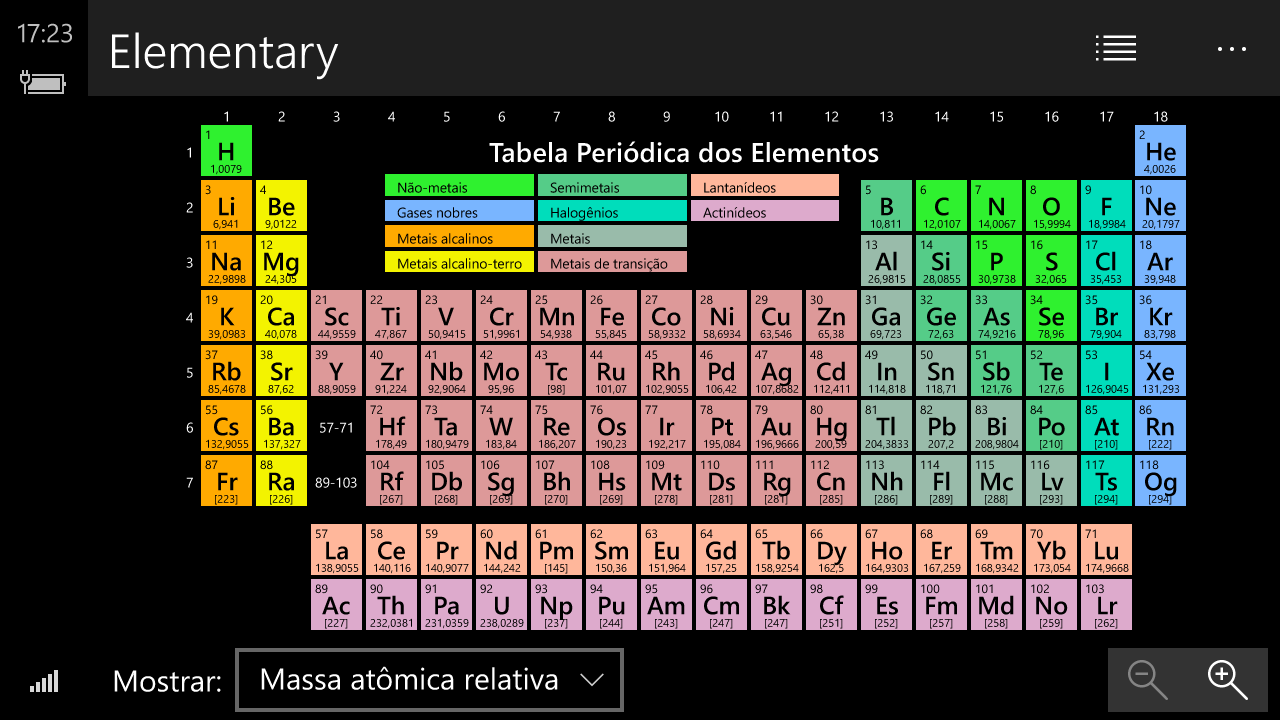 17:23
Elementary
1 2 3 4 5 6 7 8 9 10 11 12 13 14 15 16 17 18
Tabela Periódica dos Elementos
Não-metais Semimetais Lantanídeos
Gases nobres Halogênios Actinídeos
Metais alcalinos Metais
Metais alcalino-terro Metais de transição
1 2
1 H He
1,0079 4,0026
3 4 5 6 7 8 9 10
2 Li Be B C N O F Ne
6,941 9,0122 10,811 12,0107 14,0067 15,9994 18,9984 20,1797
11 12 13 14 15 16 17 18
3 Na Mg Al Si P S Cl Ar
22,9898 24,305 26,9815 28,0855 30,9738 32,065 35,453 39,948
19 20 21 22 23 24 25 26 27 28 29 30 31 32 33 34 35 36
4 K Ca Sc Ti V Cr Mn Fe Co Ni Cu Zn Ga Ge As Se Br Kr
39,0983 40,078 44,9559 47,867 50,9415 51,9961 54,938 55,845 58,9332 58,6934 63,546 65,38 69,723 72,63 74,9216 78,96 79,904 83,798
37 38 39 40 41 42 43 44 45 46 47 48 49 50 51 52 53 54
5 Rb Sr Y Zr Nb Mo Tc Ru Rh Pd Ag Cd In Sn Sb Te I Xe
85,4678 87,62 88,9059 91,224 92,9064 95,96 [98] 101,07 102,9055 106,42 107,8682 112,411 114,818 118,71 121,76 127,6 126,9045 131,293
55 56 72 73 74 75 76 77 78 79 80 81 82 83 84 85 86
6 Cs Ba 57-71 Hf Ta W Re Os Ir Pt Au Hg Tl Pb Bi Po At Rn
132,9055 137,327 178,49 180,9479 183,84 186,207 190,23 192,217 195,084 196,9666 200,59 204,3833 207,2 208,9804 [210] [210] [222]
87 88 104 105 106 107 108 109 110 111 112 113 114 115 116 117 118
7 Fr Ra 89-103 Rf Db Sg Bh Hs Mt Ds Rg Cn Nh Fl Mc Lv Ts Og
[223] [226] [267] [268] [269] [270] [269] [278] [281] [281] [285] [286] [289] [288] [293] [294] [294]
57 58 59 60 61 62 63 64 65 66 67 68 69 70 71
La Ce Pr Nd Pm Sm Eu Gd Tb Dy Ho Er Tm Yb Lu
138,9055 140,116 140,9077 144,242 [145] 150,36 151,964 157,25 158,9254 162,5 164,9303 167,259 168,9342 173,054 174,9668
89 90 91 92 93 94 95 96 97 98 99 100 101 102 103
Ac Th Pa U Np Pu Am Cm Bk Cf Es Fm Md No Lr
[227] 232,0381 231,0359 238,0289 [237] [244] [243] [247] [247] [251] [252] [257] [258] [259] [262]
Mostrar: Massa atômica relativa